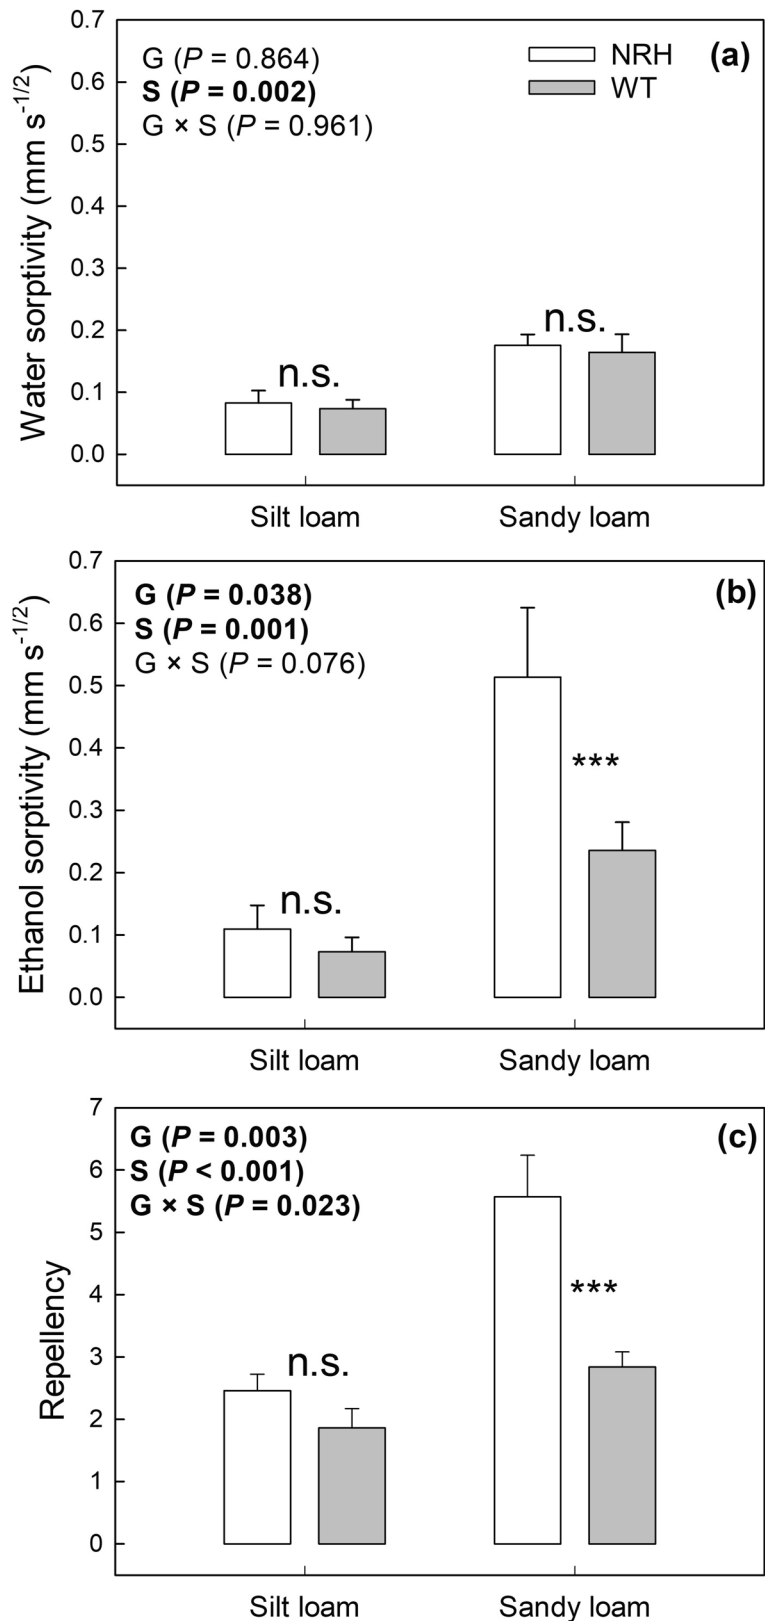 0.7
0.6
0.5
0.4
0.3
0.2
0.1
0.0
Water sorptivity (mm s⁻¹ᐟ²)
G (P = 0.864)
S (P = 0.002)
G × S (P = 0.961)
NRH
WT
(a)
n.s.
n.s.
Silt loam
Sandy loam
0.7
0.6
0.5
0.4
0.3
0.2
0.1
0.0
Ethanol sorptivity (mm s⁻¹ᐟ²)
G (P = 0.038)
S (P = 0.001)
G × S (P = 0.076)
(b)
n.s.
***
Silt loam
Sandy loam
7
6
5
4
3
2
1
0
Repellency
G (P = 0.003)
S (P < 0.001)
G × S (P = 0.023)
(c)
n.s.
***
Silt loam
Sandy loam